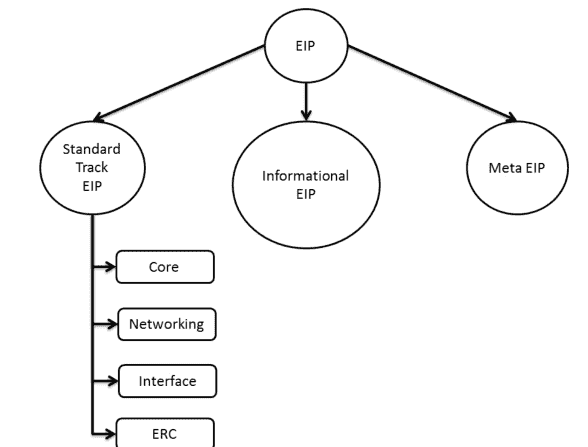 EIP
Standard
Track
EIP
Informational
EIP
Meta EIP
Core
Networking
Interface
ERC